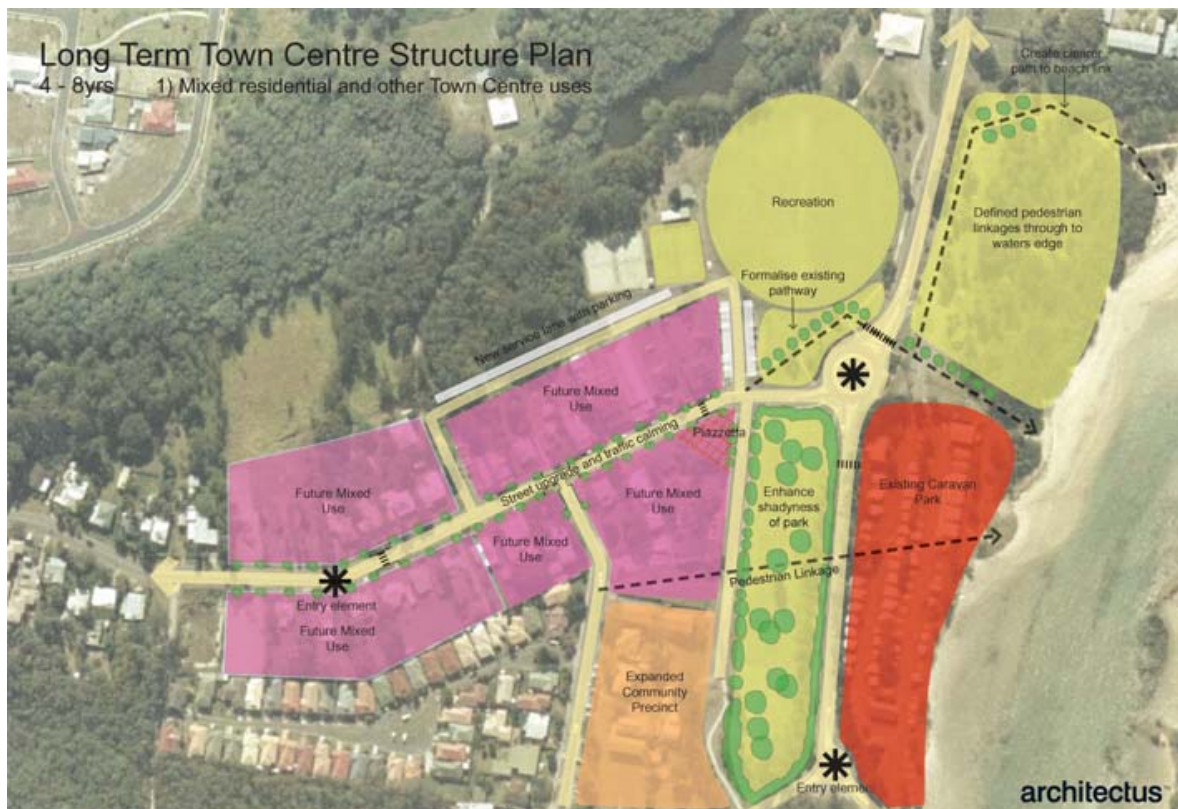 Long Term Town Centre Structure Plan
4 - 8yrs 1) Mixed residential and other Town Centre uses
Create clearer
path to beach link
Recreation
Defined pedestrian
linkages through to
waters edge
Formalise existing
pathway
New service lane with parking
Future Mixed
Use
Piazzetta
Street upgrade and traffic calming
Future Mixed
Use
Future Mixed
Use
Enhance
shadyness
of park
Existing Caravan
Park
Future Mixed
Use
Pedestrian Linkage
Entry element
Future Mixed
Use
Expanded
Community
Precinct
Entry element
architectus